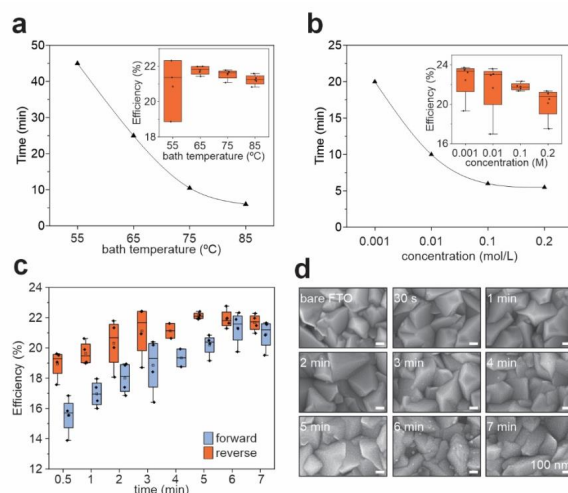 a
Time (min)
50
40
30
20
10
0
55
65
75
85
bath temperature (ºC)
Efficiency (%)
23
22
21
20
19
18
55 65 75 85
bath temperature (ºC)
b
Time (min)
25
20
15
10
5
0
0.001
0.01
0.1
0.2
concentration (mol/L)
Efficiency (%)
24
22
20
18
16
0.001 0.01 0.1 0.2
concentration (M)
c
Efficiency (%)
24
22
20
18
16
14
12
0.5 1 2 3 4 5 6 7
time (min)
forward
reverse
d
bare FTO
30 s
1 min
2 min
3 min
4 min
5 min
6 min
7 min
100 nm